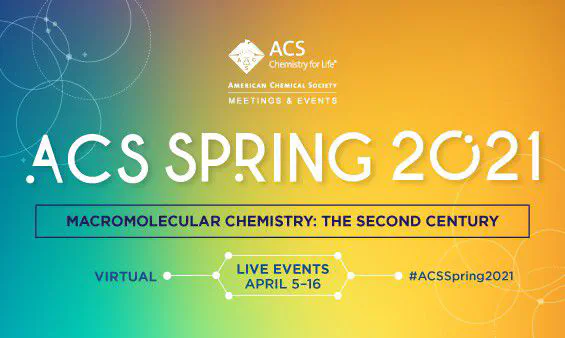 ACS
Chemistry for Life®
AMERICAN CHEMICAL SOCIETY
MEETINGS & EVENTS
ACS SPRING 2021
MACROMOLECULAR CHEMISTRY: THE SECOND CENTURY
VIRTUAL
LIVE EVENTS
APRIL 5–16
#ACSSpring2021